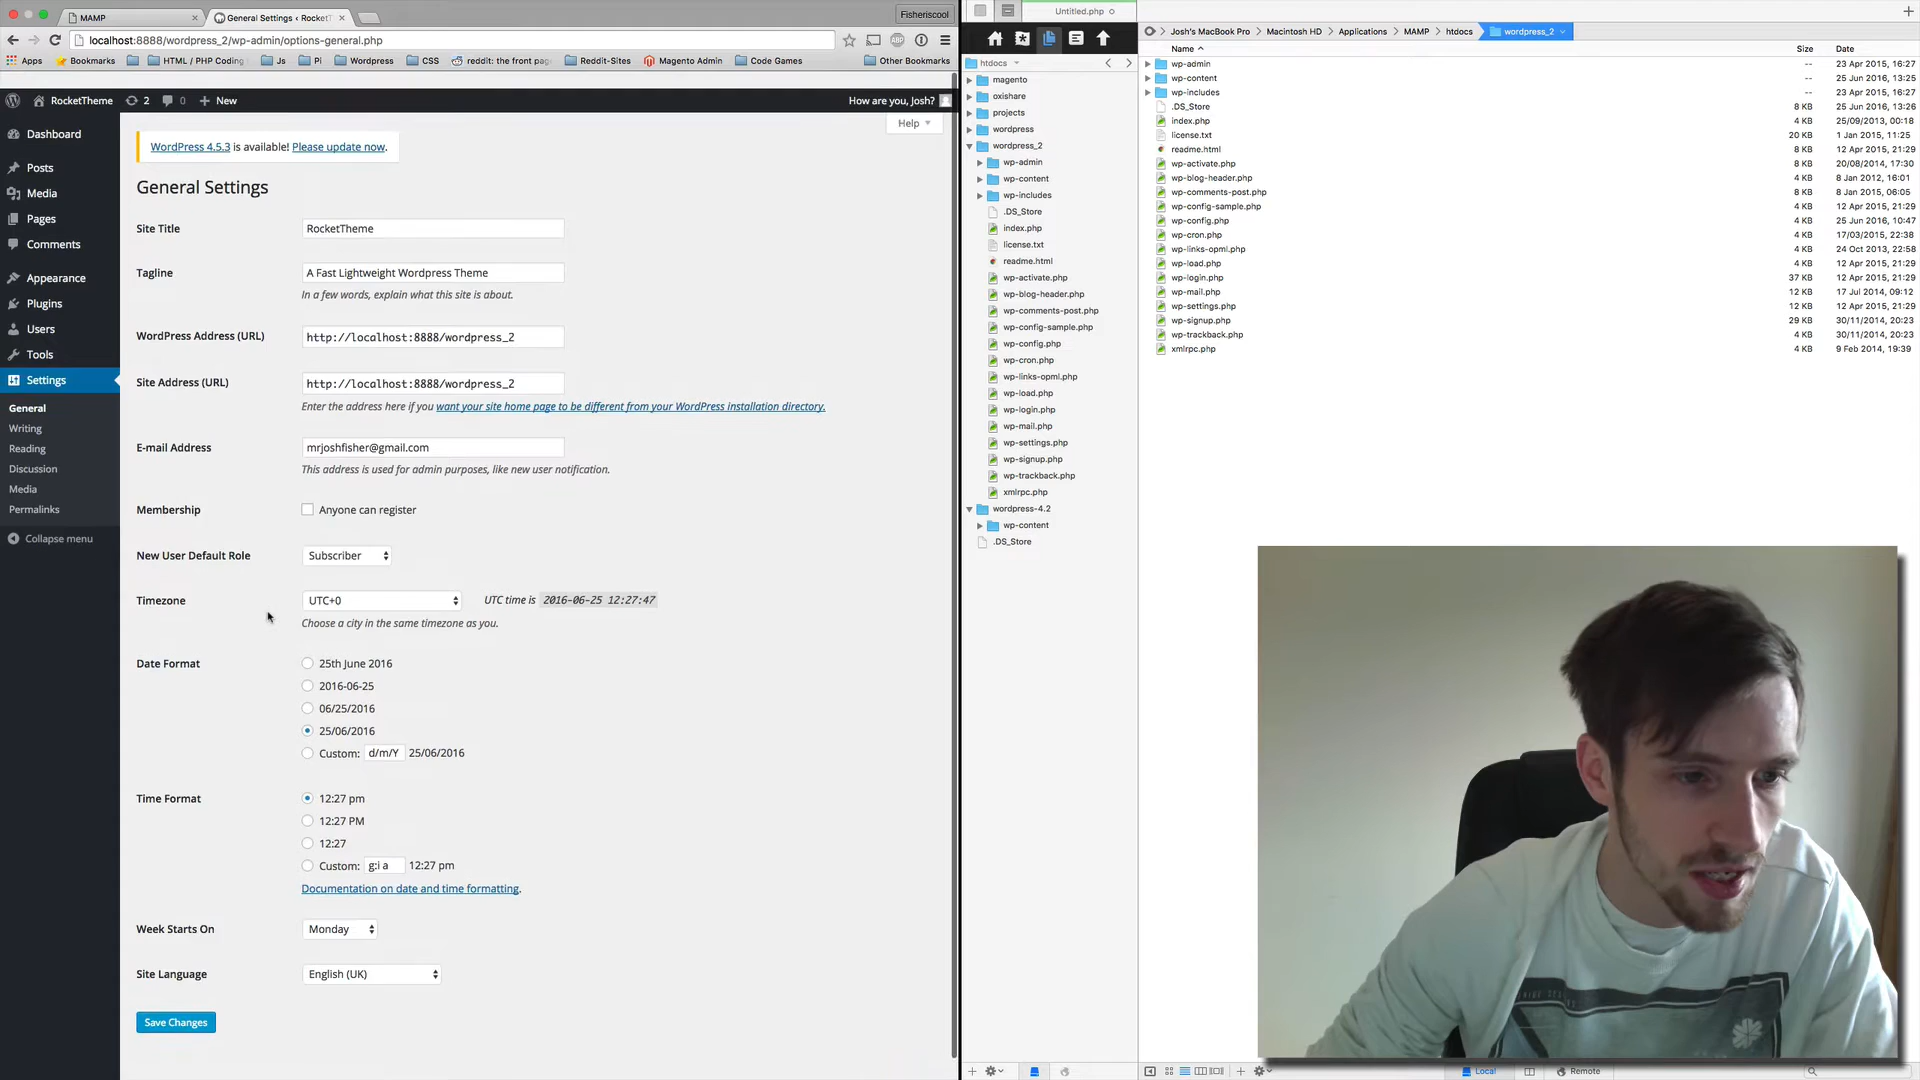 MAMP
General Settings ‹ RocketT
Fisheriscool
localhost:8888/wordpress_2/wp-admin/options-general.php
Apps
Bookmarks
HTML / PHP Coding
Js
Pi
Wordpress
CSS
reddit: the front page
Reddit-Sites
Magento Admin
Code Games
Other Bookmarks
RocketTheme
2
0
New
How are you, Josh?
Help
Dashboard
Posts
Media
Pages
Comments
Appearance
Plugins
Users
Tools
Settings
General
Writing
Reading
Discussion
Media
Permalinks
Collapse menu
WordPress 4.5.3 is available! Please update now.
General Settings
Site Title
RocketTheme
Tagline
A Fast Lightweight Wordpress Theme
In a few words, explain what this site is about.
WordPress Address (URL)
http://localhost:8888/wordpress_2
Site Address (URL)
http://localhost:8888/wordpress_2
Enter the address here if you want your site home page to be different from your WordPress installation directory.
E-mail Address
mrjoshfisher@gmail.com
This address is used for admin purposes, like new user notification.
Membership
Anyone can register
New User Default Role
Subscriber
Timezone
UTC+0
UTC time is 2016-06-25 12:27:47
Choose a city in the same timezone as you.
Date Format
25th June 2016
2016-06-25
06/25/2016
25/06/2016
Custom: d/m/Y 25/06/2016
Time Format
12:27 pm
12:27 PM
12:27
Custom: g:i a 12:27 pm
Documentation on date and time formatting.
Week Starts On
Monday
Site Language
English (UK)
Save Changes
Untitled.php
htdocs
magento
oxishare
projects
wordpress
wordpress_2
wp-admin
wp-content
wp-includes
.DS_Store
index.php
license.txt
readme.html
wp-activate.php
wp-blog-header.php
wp-comments-post.php
wp-config-sample.php
wp-config.php
wp-cron.php
wp-links-opml.php
wp-load.php
wp-login.php
wp-mail.php
wp-settings.php
wp-signup.php
wp-trackback.php
xmlrpc.php
wordpress-4.2
wp-content
.DS_Store
Josh's MacBook Pro
Macintosh HD
Applications
MAMP
htdocs
wordpress_2
Name Size Date
wp-admin -- 23 Apr 2015, 16:27
wp-content -- 25 Jun 2016, 13:25
wp-includes -- 23 Apr 2015, 16:27
.DS_Store 8 KB 25 Jun 2016, 13:26
index.php 4 KB 25/09/2013, 00:18
license.txt 20 KB 1 Jan 2015, 11:25
readme.html 8 KB 12 Apr 2015, 21:29
wp-activate.php 8 KB 20/08/2014, 17:30
wp-blog-header.php 4 KB 8 Jan 2012, 16:01
wp-comments-post.php 8 KB 8 Jan 2015, 06:05
wp-config-sample.php 4 KB 12 Apr 2015, 21:29
wp-config.php 4 KB 25 Jun 2016, 10:47
wp-cron.php 4 KB 17/03/2015, 22:38
wp-links-opml.php 4 KB 24 Oct 2013, 22:58
wp-load.php 4 KB 12 Apr 2015, 21:29
wp-login.php 37 KB 12 Apr 2015, 21:29
wp-mail.php 12 KB 17 Jul 2014, 09:12
wp-settings.php 12 KB 12 Apr 2015, 21:29
wp-signup.php 29 KB 30/11/2014, 20:23
wp-trackback.php 4 KB 30/11/2014, 20:23
xmlrpc.php 4 KB 9 Feb 2014, 19:39
Local
Remote